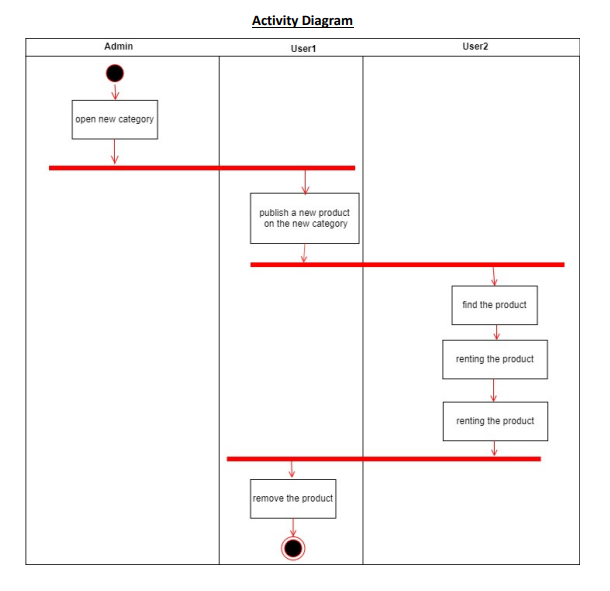 Activity Diagram
Admin
User1
User2
open new category
publish a new product
on the new category
find the product
renting the product
renting the product
remove the product